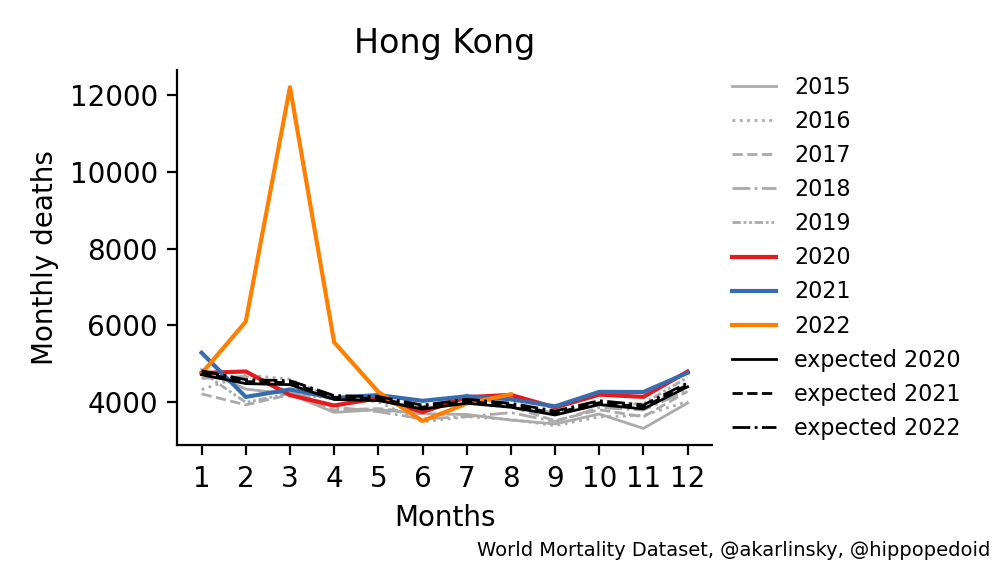 Hong Kong
Monthly deaths
12000
10000
8000
6000
4000
1 2 3 4 5 6 7 8 9 10 11 12
Months
2015
2016
2017
2018
2019
2020
2021
2022
expected 2020
expected 2021
expected 2022
World Mortality Dataset, @akarlinsky, @hippopedoid